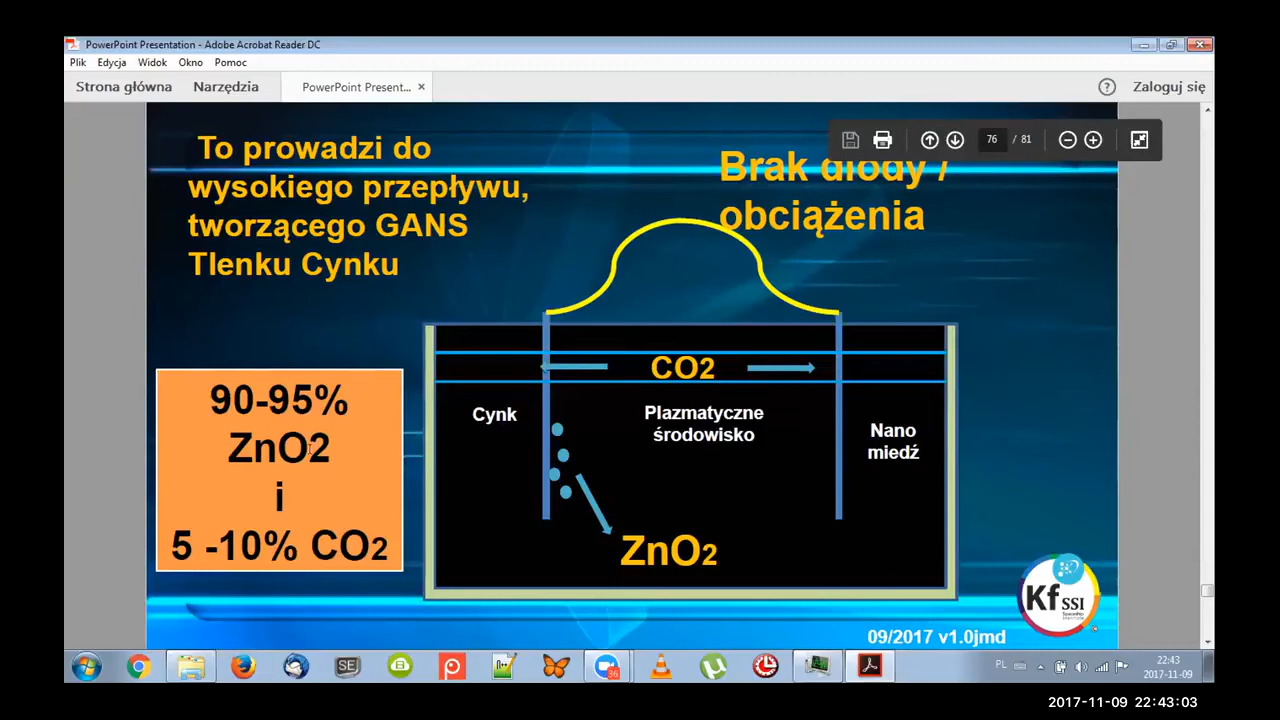 PowerPoint Presentation - Adobe Acrobat Reader DC
Plik Edycja Widok Okno Pomoc
Strona główna Narzędzia PowerPoint Present... × ? Zaloguj się
76 / 81
To prowadzi do
wysokiego przepływu,
tworzącego GANS
Tlenku Cynku
Brak diody /
obciążenia
90-95%
ZnO2
i
5 -10% CO2
CO2
Cynk
Plazmatyczne
środowisko
Nano
miedź
ZnO2
Kf SSI
09/2017 v1.0jmd
SE
36
PL
22:43
2017-11-09
2017-11-09 22:43:03